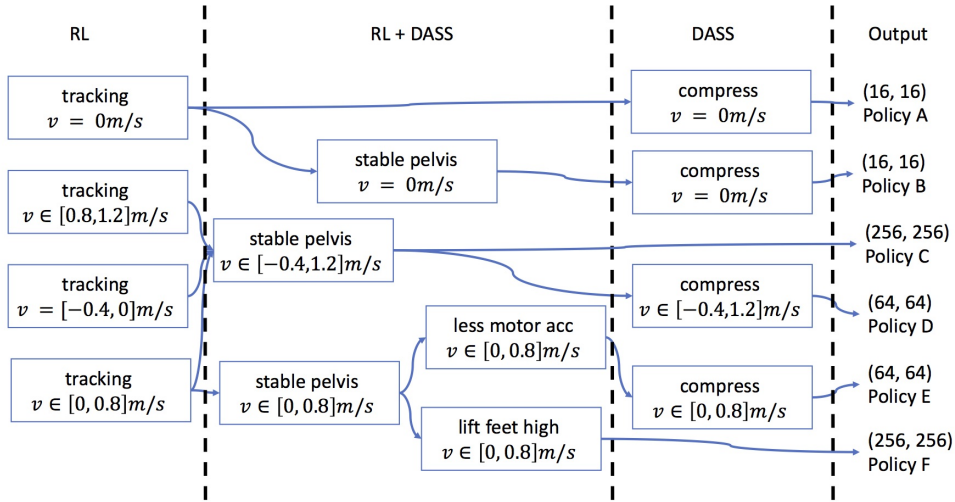 RL
RL + DASS
DASS
Output
tracking
v = 0m/s
compress
v = 0m/s
(16, 16)
Policy A
stable pelvis
v = 0m/s
compress
v = 0m/s
(16, 16)
Policy B
tracking
v ∈ [0.8,1.2]m/s
stable pelvis
v ∈ [−0.4,1.2]m/s
(256, 256)
Policy C
tracking
v = [−0.4, 0]m/s
compress
v ∈ [−0.4,1.2]m/s
(64, 64)
Policy D
less motor acc
v ∈ [0, 0.8]m/s
tracking
v ∈ [0, 0.8]m/s
stable pelvis
v ∈ [0, 0.8]m/s
compress
v ∈ [0, 0.8]m/s
(64, 64)
Policy E
lift feet high
v ∈ [0, 0.8]m/s
(256, 256)
Policy F